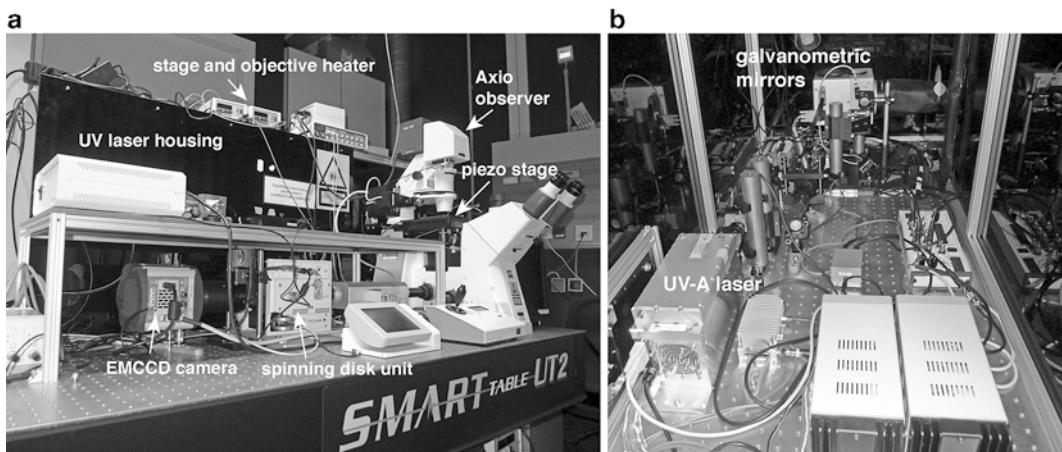 a
stage and objective heater
Axio
observer
UV laser housing
piezo stage
EMCCD camera
spinning disk unit
SMART TABLE UT2
b
galvanometric
mirrors
UV-A laser